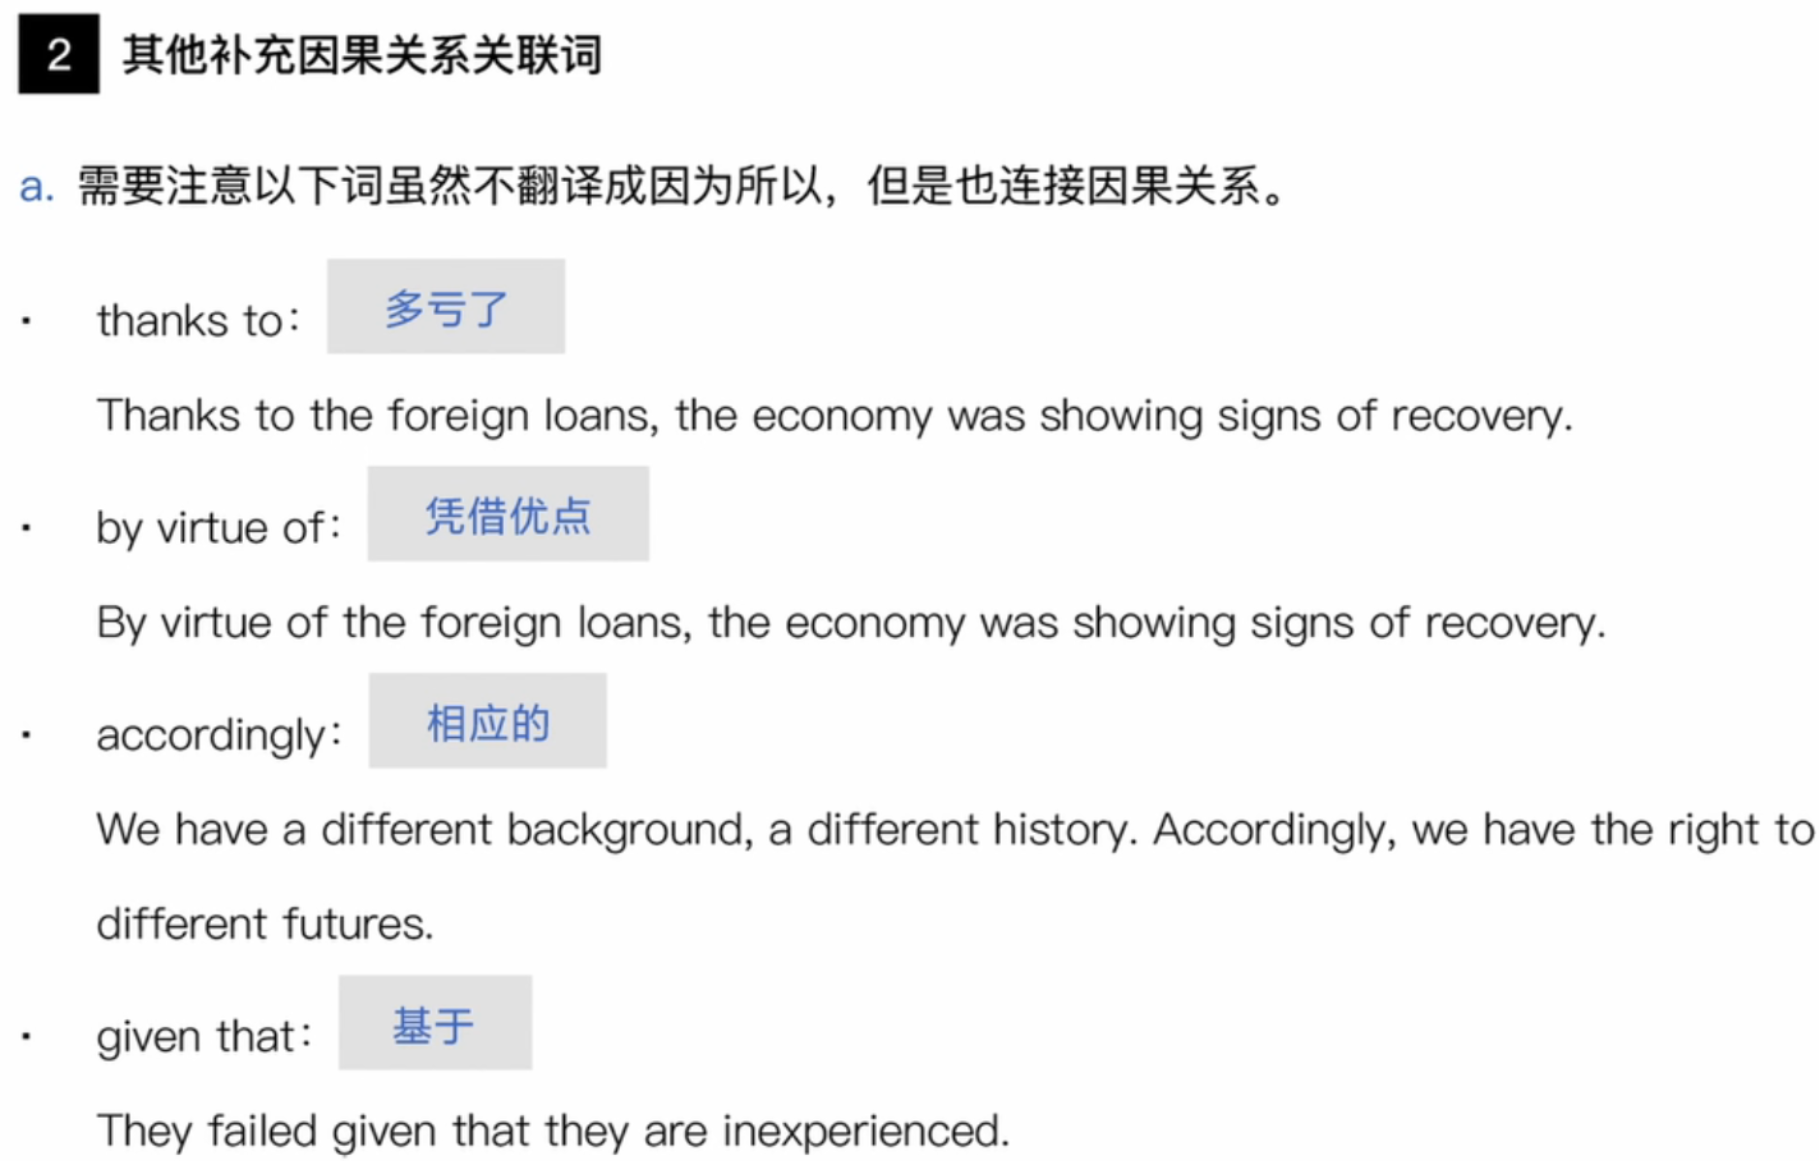 2 其他补充因果关系关联词
a. 需要注意以下词虽然不翻译成因为所以，但是也连接因果关系。
· thanks to： 多亏了
Thanks to the foreign loans, the economy was showing signs of recovery.
· by virtue of： 凭借优点
By virtue of the foreign loans, the economy was showing signs of recovery.
· accordingly： 相应的
We have a different background, a different history. Accordingly, we have the right to
different futures.
· given that： 基于
They failed given that they are inexperienced.